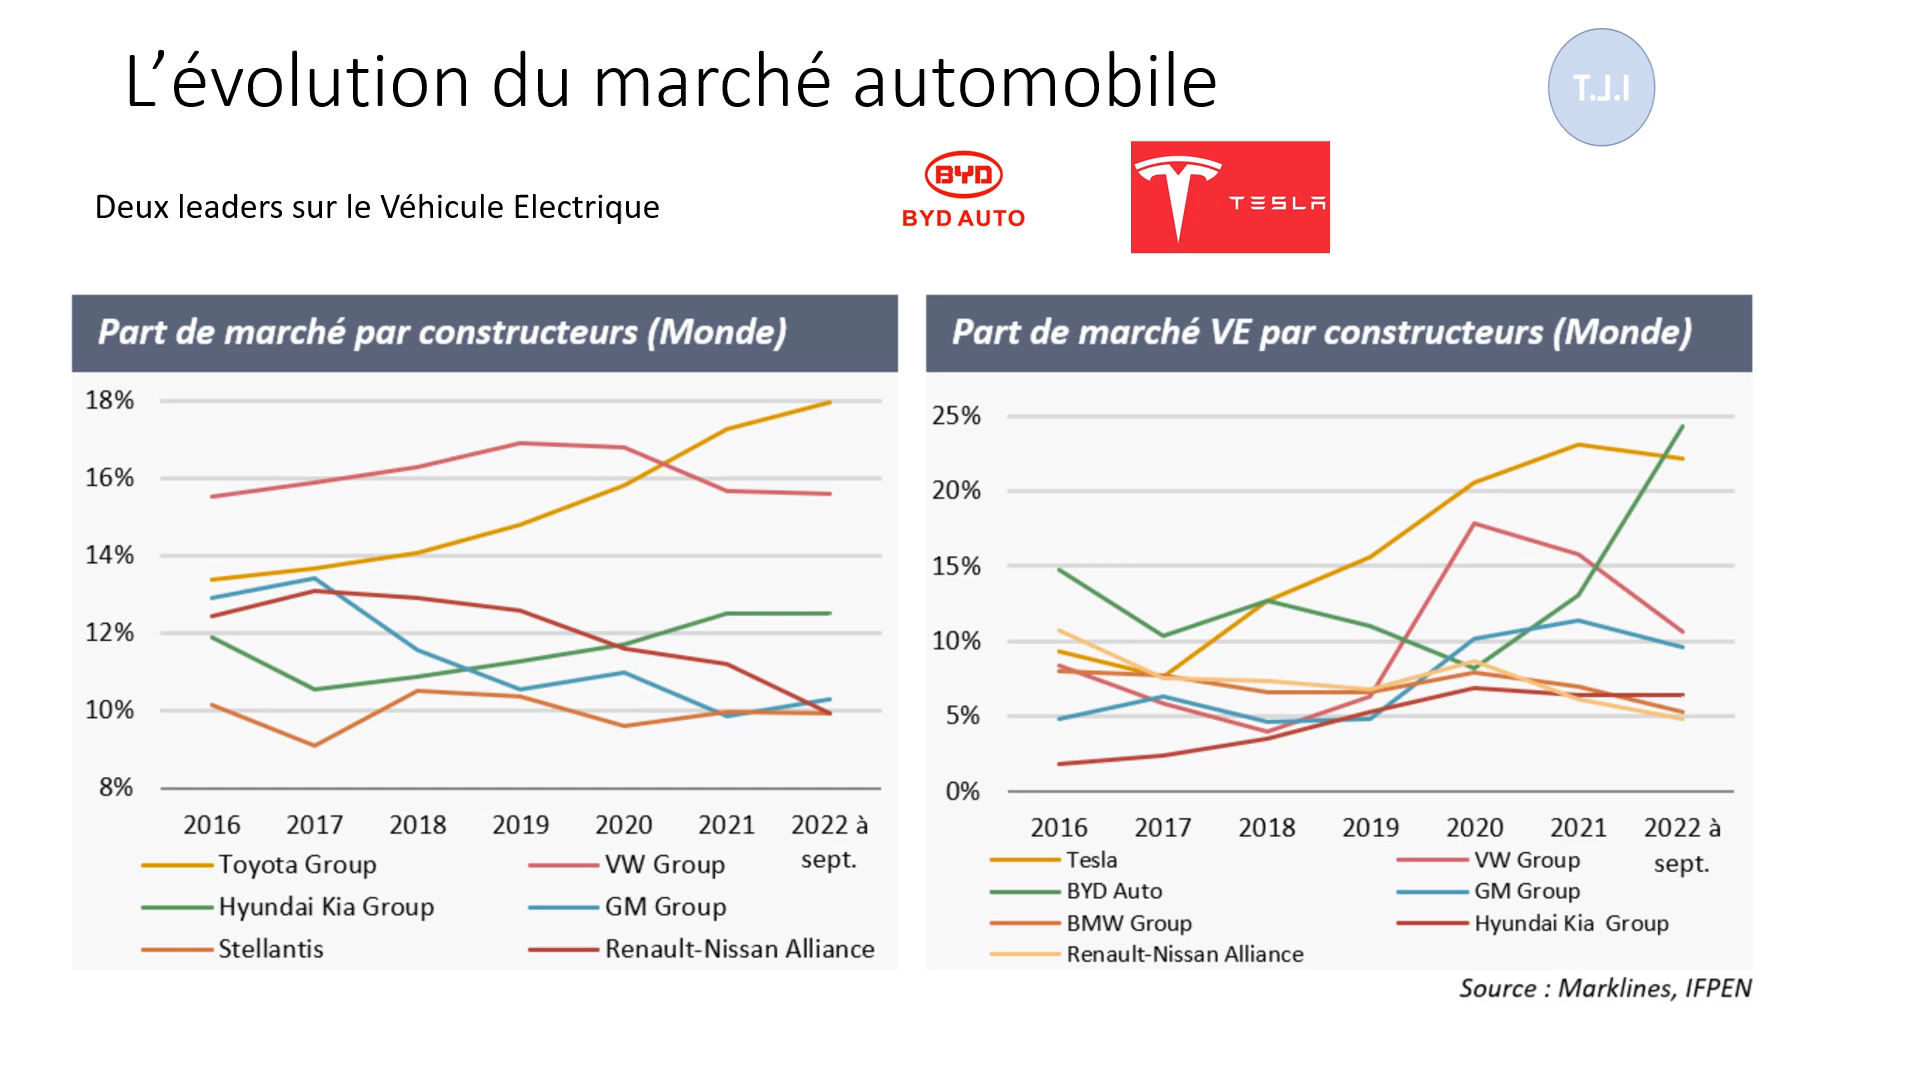 L’évolution du marché automobile
T.J.I
Deux leaders sur le Véhicule Electrique
BYD
BYD AUTO
TESLA
Part de marché par constructeurs (Monde)
18%
16%
14%
12%
10%
8%
2016 2017 2018 2019 2020 2021 2022 à sept.
Toyota Group
VW Group
Hyundai Kia Group
GM Group
Stellantis
Renault-Nissan Alliance
Part de marché VE par constructeurs (Monde)
25%
20%
15%
10%
5%
0%
2016 2017 2018 2019 2020 2021 2022 à sept.
Tesla
VW Group
BYD Auto
GM Group
BMW Group
Hyundai Kia Group
Renault-Nissan Alliance
Source : Marklines, IFPEN